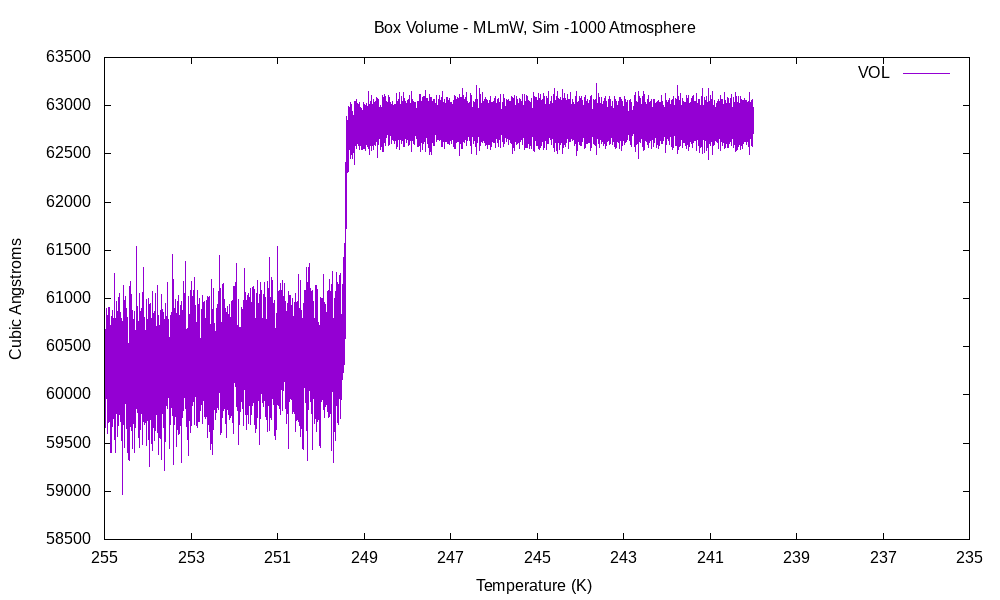 Box Volume - MLmW, Sim -1000 Atmosphere
VOL
63500
63000
62500
62000
61500
61000
60500
60000
59500
59000
58500
Cubic Angstroms
255 253 251 249 247 245 243 241 239 237 235
Temperature (K)